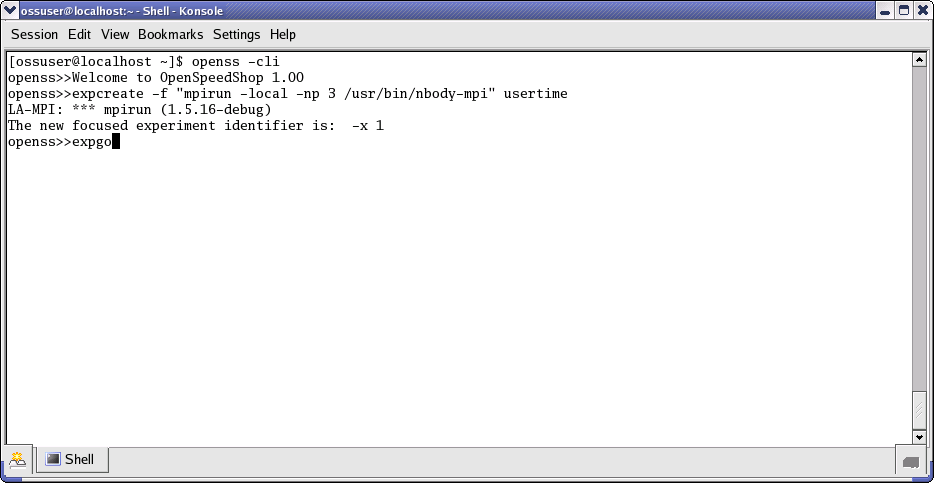 ossuser@localhost:~ - Shell - Konsole
Session Edit View Bookmarks Settings Help
[ossuser@localhost ~]$ openss -cli
openss>>Welcome to OpenSpeedShop 1.00
openss>>expcreate -f "mpirun -local -np 3 /usr/bin/nbody-mpi" usertime
LA-MPI: *** mpirun (1.5.16-debug)
The new focused experiment identifier is:  -x 1
openss>>expgo
Shell